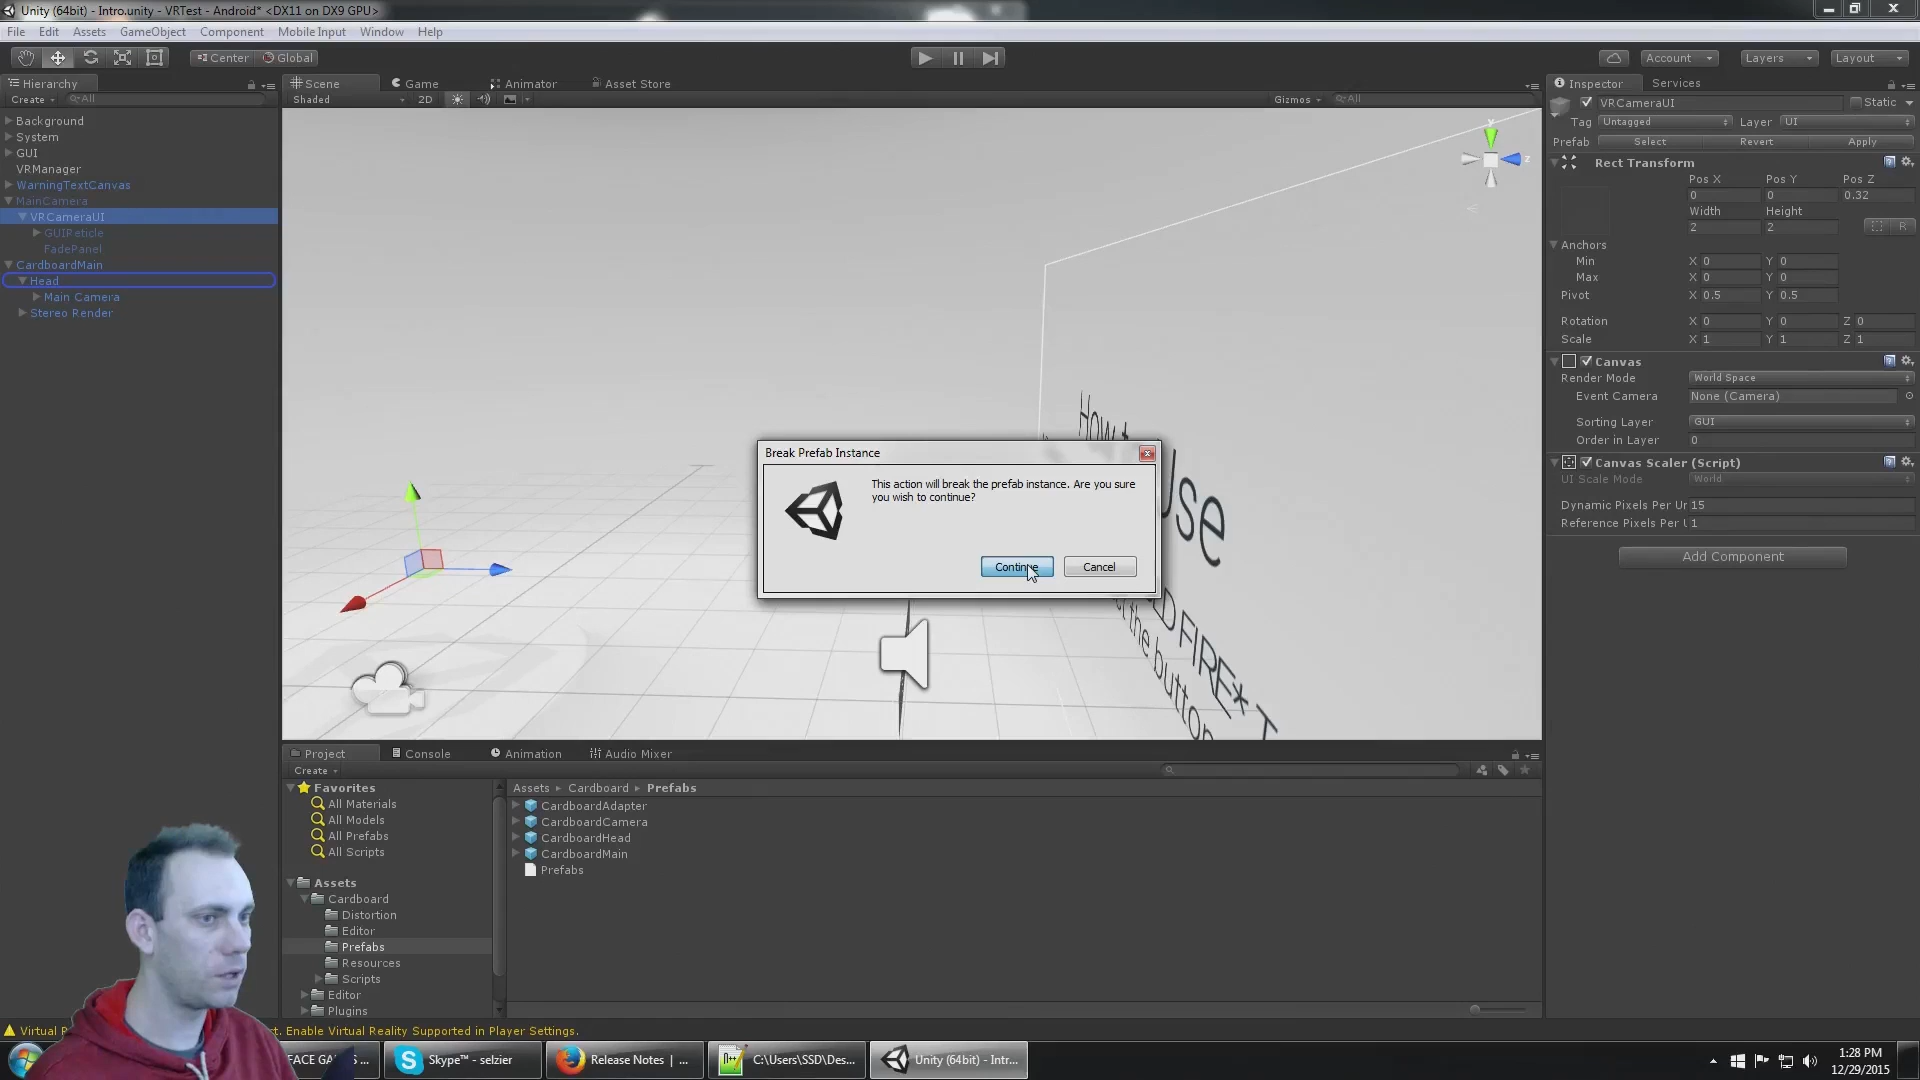 Unity (64bit) - Intro.unity - VRTest - Android* <DX11 on DX9 GPU>
File Edit Assets GameObject Component Mobile Input Window Help
Center Global Account Layers Layout
Hierarchy
Create All
Background
System
GUI
VRManager
WarningTextCanvas
MainCamera
VRCameraUI
GUIReticle
FadePanel
CardboardMain
Head
Main Camera
Stereo Render
Scene Game Animator Asset Store
Shaded 2D Gizmos All
y
z
How t
Use
the button
Break Prefab Instance
This action will break the prefab instance. Are you sure
you wish to continue?
Continue Cancel
Inspector Services
VRCameraUI Static
Tag Untagged Layer UI
Prefab Select Revert Apply
Rect Transform
Pos X Pos Y Pos Z
0 0 0.32
Width Height
2 2 R
Anchors
Min X 0 Y 0
Max X 0 Y 0
Pivot X 0.5 Y 0.5
Rotation X 0 Y 0 Z 0
Scale X 1 Y 1 Z 1
Canvas
Render Mode World Space
Event Camera None (Camera)
Sorting Layer GUI
Order in Layer 0
Canvas Scaler (Script)
UI Scale Mode World
Dynamic Pixels Per Ur 15
Reference Pixels Per U 1
Add Component
Project Console Animation Audio Mixer
Create
Favorites
All Materials
All Models
All Prefabs
All Scripts
Assets
Cardboard
Distortion
Editor
Prefabs
Resources
Scripts
Editor
Plugins
Assets Cardboard Prefabs
CardboardAdapter
CardboardCamera
CardboardHead
CardboardMain
Prefabs
Virtual R t. Enable Virtual Reality Supported in Player Settings.
FACE GA ... Skype™ - selzier Release Notes | ... C:\Users\SSD\Des... Unity (64bit) - Intr...
1:28 PM
12/29/2015